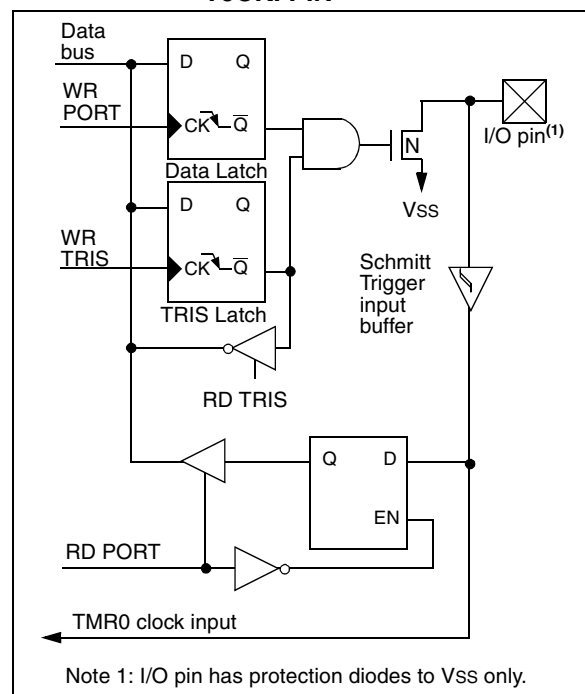 Data
bus
D Q
WR
PORT
CK Q̅
N
I/O pin(1)
Data Latch
VSS
D Q
WR
TRIS
CK Q̅
Schmitt
Trigger
input
buffer
TRIS Latch
RD TRIS
Q D
EN
RD PORT
TMR0 clock input
Note 1: I/O pin has protection diodes to VSS only.